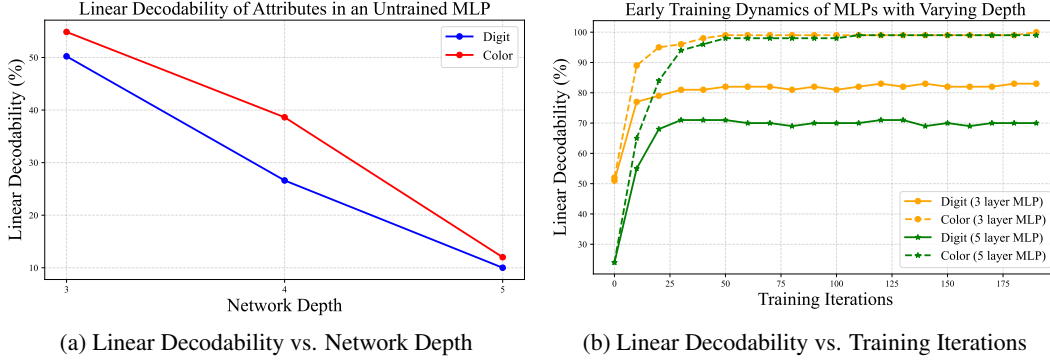 Linear Decodability of Attributes in an Untrained MLP
Linear Decodability (%)
50
40
30
20
10
3
4
5
Network Depth
Digit
Color
(a) Linear Decodability vs. Network Depth
Early Training Dynamics of MLPs with Varying Depth
Linear Decodability (%)
100
90
80
70
60
50
40
30
0
25
50
75
100
125
150
175
Training Iterations
Digit (3 layer MLP)
Color (3 layer MLP)
Digit (5 layer MLP)
Color (5 layer MLP)
(b) Linear Decodability vs. Training Iterations